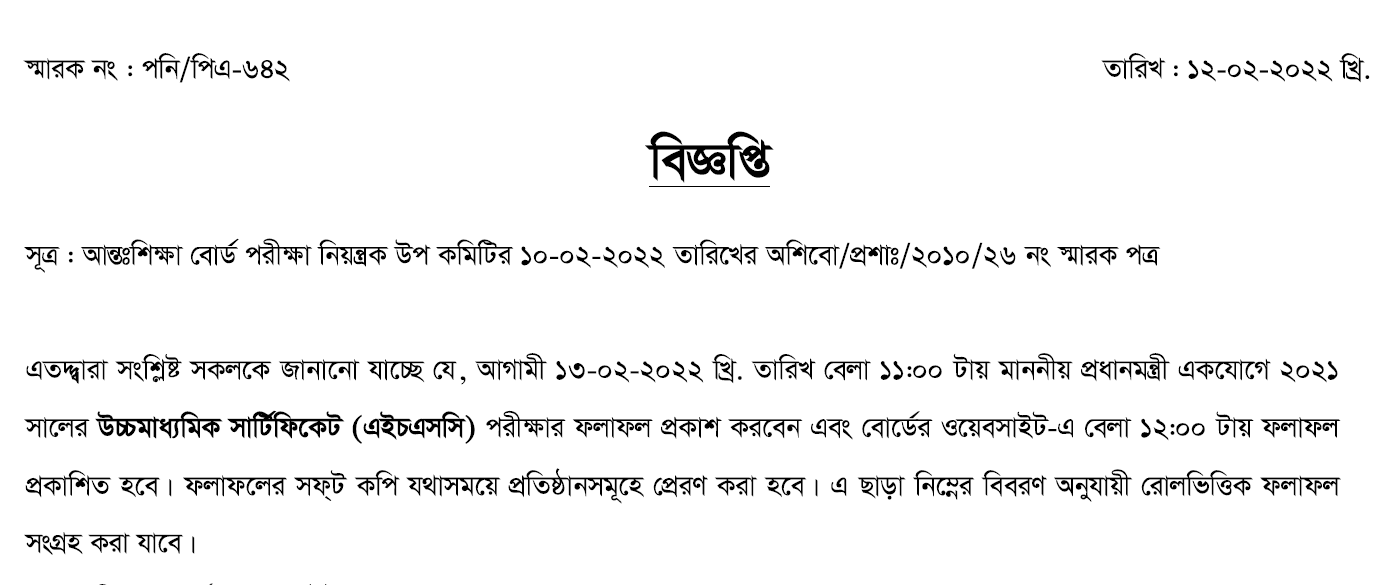 স্মারক নং : পনি/পিএ-৬৪২ তারিখ : ১২-০২-২০২২ খ্রি.
বিজ্ঞপ্তি
সূত্র : আন্তঃশিক্ষা বোর্ড পরীক্ষা নিয়ন্ত্রক উপ কমিটির ১০-০২-২০২২ তারিখের অশিবো/প্রশাঃ/২০১০/২৬ নং স্মারক পত্র
এতদ্দ্বারা সংশ্লিষ্ট সকলকে জানানো যাচ্ছে যে, আগামী ১৩-০২-২০২২ খ্রি. তারিখ বেলা ১১:০০ টায় মাননীয় প্রধানমন্ত্রী একযোগে ২০২১
সালের উচ্চমাধ্যমিক সার্টিফিকেট (এইচএসসি) পরীক্ষার ফলাফল প্রকাশ করবেন এবং বোর্ডের ওয়েবসাইট-এ বেলা ১২:০০ টায় ফলাফল
প্রকাশিত হবে। ফলাফলের সফ্‌ট কপি যথাসময়ে প্রতিষ্ঠানসমূহে প্রেরণ করা হবে। এ ছাড়া নিম্নের বিবরণ অনুযায়ী রোলভিত্তিক ফলাফল
সংগ্রহ করা যাবে।